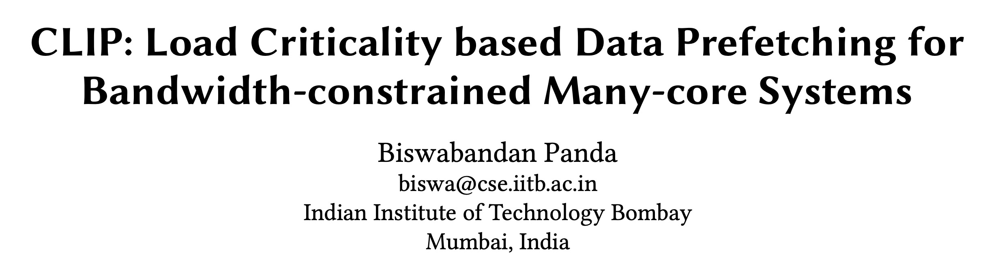 CLIP: Load Criticality based Data Prefetching for
Bandwidth-constrained Many-core Systems
Biswabandan Panda
biswa@cse.iitb.ac.in
Indian Institute of Technology Bombay
Mumbai, India